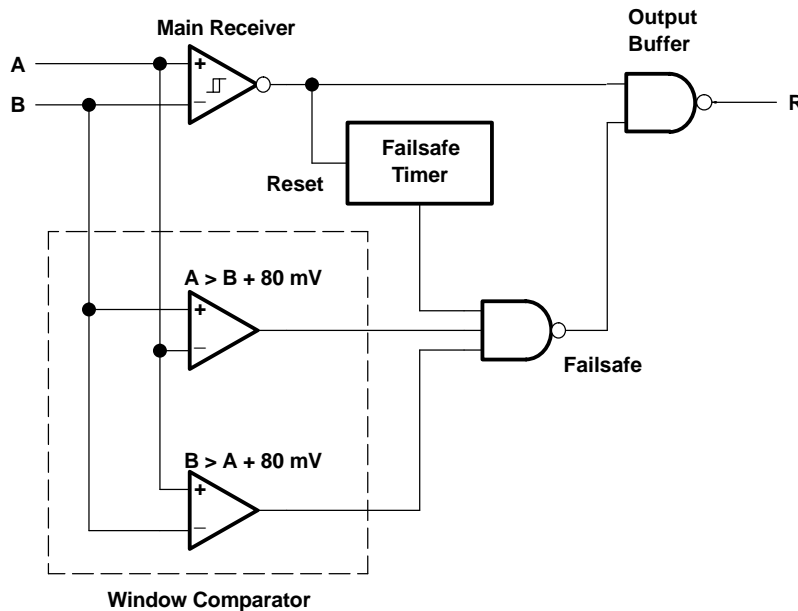 Main Receiver
Output
Buffer
A
+
_
B
R
Failsafe
Timer
Reset
A > B + 80 mV
+
_
Failsafe
B > A + 80 mV
+
_
Window Comparator